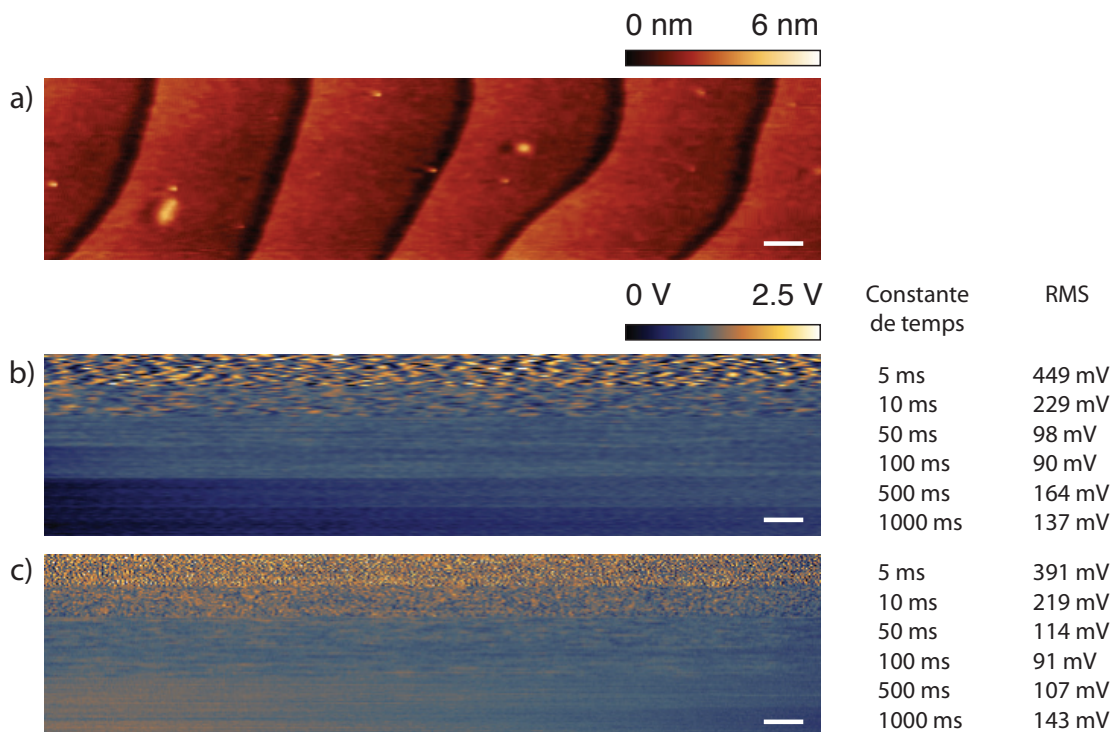 0 nm 6 nm
a)
0 V 2.5 V Constante RMS
de temps
b)
5 ms 449 mV
10 ms 229 mV
50 ms 98 mV
100 ms 90 mV
500 ms 164 mV
1000 ms 137 mV
c)
5 ms 391 mV
10 ms 219 mV
50 ms 114 mV
100 ms 91 mV
500 ms 107 mV
1000 ms 143 mV